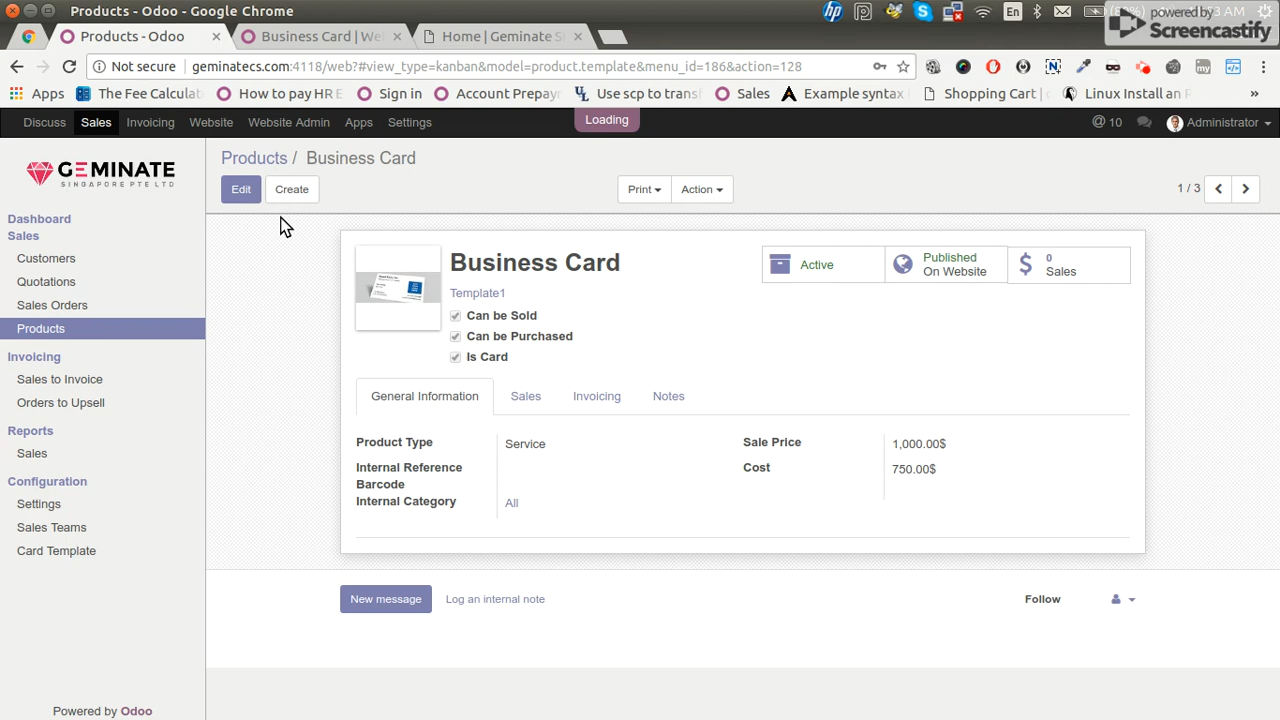 Products - Odoo - Google Chrome
hp
En
53 AM
powered by
Screencastify
Products - Odoo
Business Card | We
Home | Geminate S
Not secure
geminatecs.com:4118/web?#view_type=kanban&model=product.template&menu_id=186&action=128
Apps
The Fee Calculat
How to pay HR E
Sign in
Account Prepay
Use scp to trans
Sales
Example syntax
Shopping Cart |
Linux Install an R
»
Discuss
Sales
Invoicing
Website
Website Admin
Apps
Settings
Loading
@ 10
Administrator
GEMINATE
SINGAPORE PTE LTD
Products / Business Card
Edit
Create
Print
Action
1 / 3
Dashboard
Sales
Customers
Quotations
Sales Orders
Products
Invoicing
Sales to Invoice
Orders to Upsell
Reports
Sales
Configuration
Settings
Sales Teams
Card Template
Powered by Odoo
Business Card
Template1
Can be Sold
Can be Purchased
Is Card
Active
Published
On Website
0
Sales
General Information
Sales
Invoicing
Notes
Product Type
Service
Internal Reference
Barcode
Internal Category
All
Sale Price
1,000.00$
Cost
750.00$
New message
Log an internal note
Follow